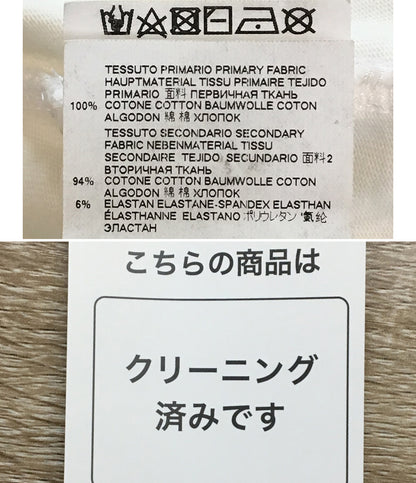 TESSUTO PRIMARIO PRIMARY FABRIC
HAUPTMATERIAL TISSU PRIMAIRE TEJIDO
PRIMARIO 面料 ПЕРВИЧНАЯ ТКАНЬ
100% COTONE COTTON BAUMWOLLE COTON
ALGODON 綿 棉 ХЛОПОК
TESSUTO SECONDARIO SECONDARY
FABRIC NEBENMATERIAL TISSU
SECONDAIRE TEJIDO SECUNDARIO 面料2
ВТОРИЧНАЯ ТКАНЬ
94% COTONE COTTON BAUMWOLLE COTON
ALGODON 綿 棉 ХЛОПОК
6% ELASTAN ELASTANE-SPANDEX ELASTHAN
ÉLASTHANNE ELASTANO ポリウレタン 氨纶
ЭЛАСТАН
こちらの商品は
クリーニング
済みです